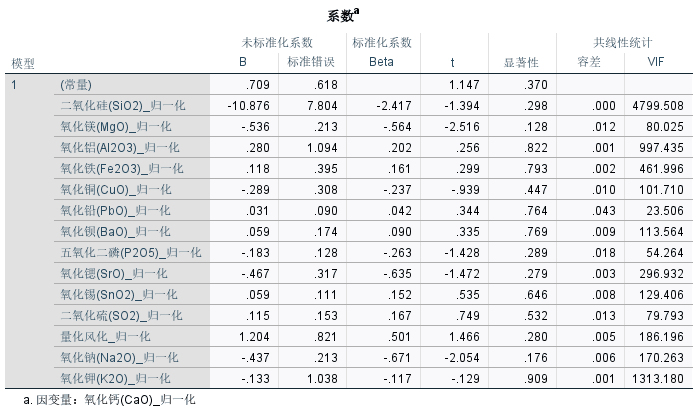 系数a
未标准化系数 标准化系数 共线性统计
模型 B 标准错误 Beta t 显著性 容差 VIF
1 (常量) .709 .618 1.147 .370
二氧化硅(SiO2)_归一化 -10.876 7.804 -2.417 -1.394 .298 .000 4799.508
氧化镁(MgO)_归一化 -.536 .213 -.564 -2.516 .128 .012 80.025
氧化铝(Al2O3)_归一化 .280 1.094 .202 .256 .822 .001 997.435
氧化铁(Fe2O3)_归一化 .118 .395 .161 .299 .793 .002 461.996
氧化铜(CuO)_归一化 -.289 .308 -.237 -.939 .447 .010 101.710
氧化铅(PbO)_归一化 .031 .090 .042 .344 .764 .043 23.506
氧化钡(BaO)_归一化 .059 .174 .090 .335 .769 .009 113.564
五氧化二磷(P2O5)_归一化 -.183 .128 -.263 -1.428 .289 .018 54.264
氧化锶(SrO)_归一化 -.467 .317 -.635 -1.472 .279 .003 296.932
氧化锡(SnO2)_归一化 .059 .111 .152 .535 .646 .008 129.406
二氧化硫(SO2)_归一化 .115 .153 .167 .749 .532 .013 79.793
量化风化_归一化 1.204 .821 .501 1.466 .280 .005 186.196
氧化钠(Na2O)_归一化 -.437 .213 -.671 -2.054 .176 .006 170.263
氧化钾(K2O)_归一化 -.133 1.038 -.117 -.129 .909 .001 1313.180
a. 因变量：氧化钙(CaO)_归一化